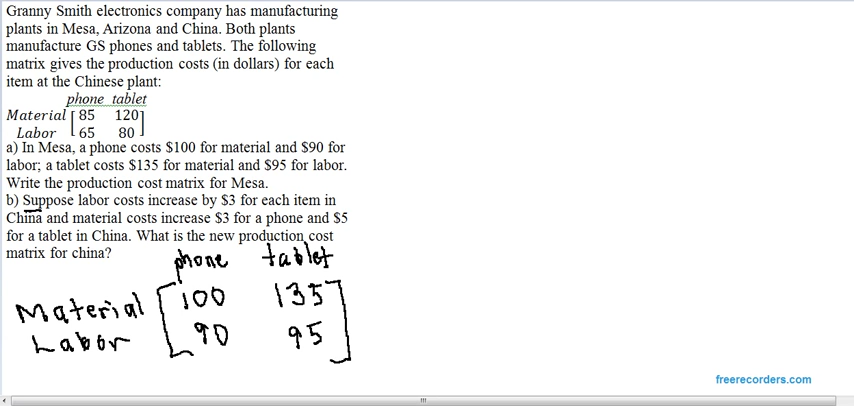 Granny Smith electronics company has manufacturing
plants in Mesa, Arizona and China. Both plants
manufacture GS phones and tablets. The following
matrix gives the production costs (in dollars) for each
item at the Chinese plant:
phone tablet
Material [ 85 120 ]
Labor [ 65 80 ]
a) In Mesa, a phone costs $100 for material and $90 for
labor; a tablet costs $135 for material and $95 for labor.
Write the production cost matrix for Mesa.
b) Suppose labor costs increase by $3 for each item in
China and material costs increase $3 for a phone and $5
for a tablet in China. What is the new production cost
matrix for china?
phone tablet
Material [ 100 135 ]
Labor [ 90 95 ]
freerecorders.com